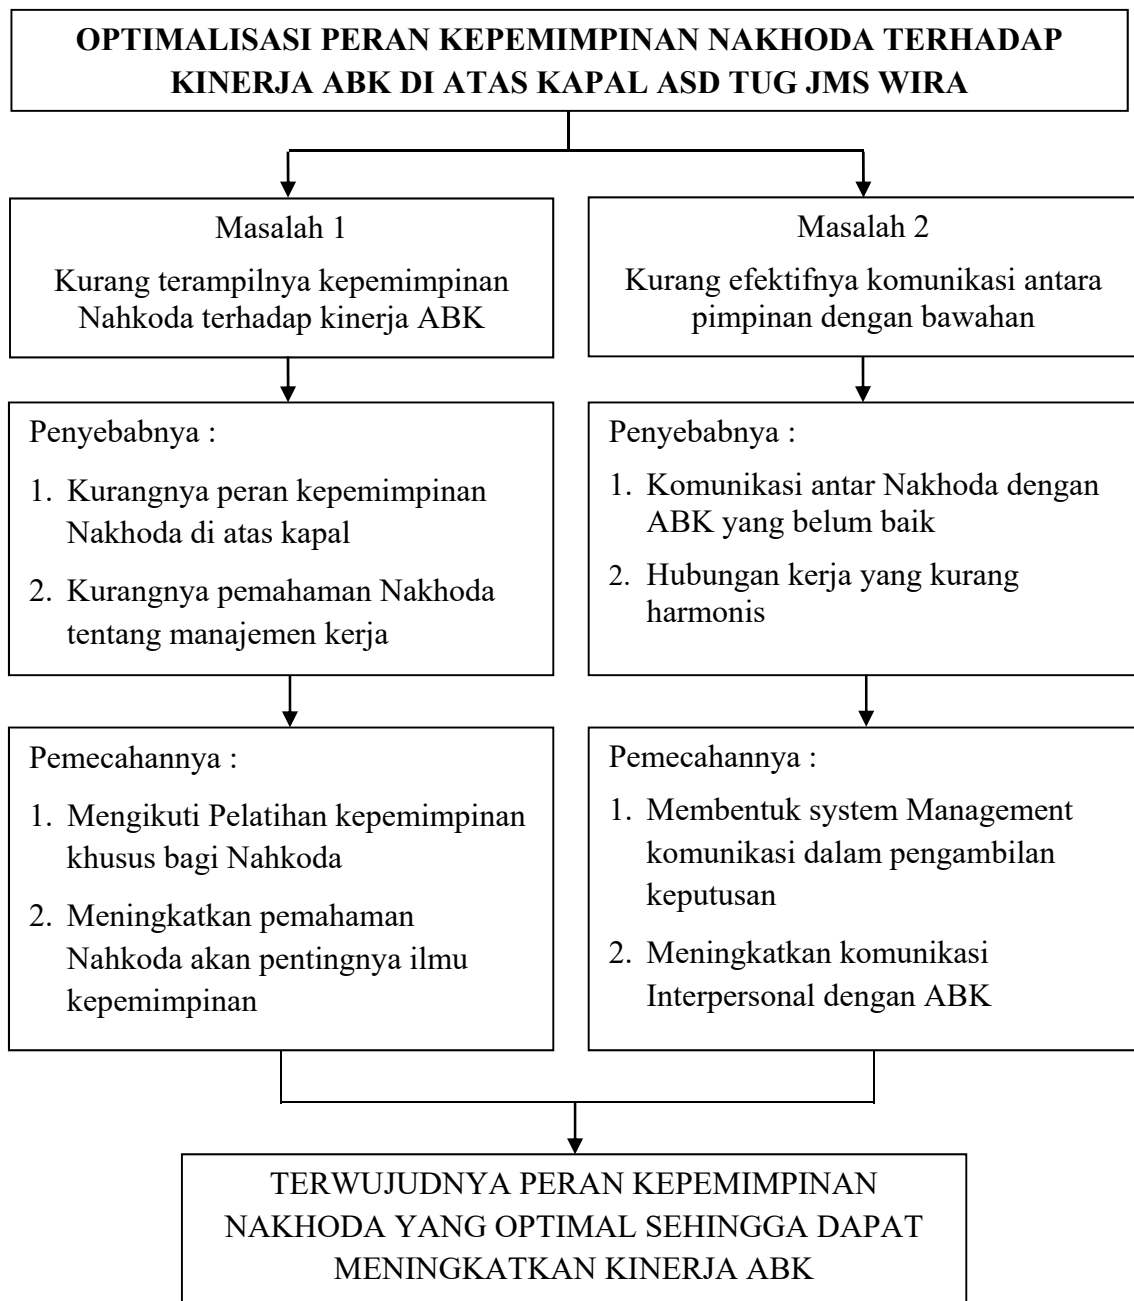 OPTIMALISASI PERAN KEPEMIMPINAN NAKHODA TERHADAP
KINERJA ABK DI ATAS KAPAL ASD TUG JMS WIRA
Masalah 1
Kurang terampilnya kepemimpinan
Nahkoda terhadap kinerja ABK
Masalah 2
Kurang efektifnya komunikasi antara
pimpinan dengan bawahan
Penyebabnya :
1. Kurangnya peran kepemimpinan
Nakhoda di atas kapal
2. Kurangnya pemahaman Nakhoda
tentang manajemen kerja
Penyebabnya :
1. Komunikasi antar Nakhoda dengan
ABK yang belum baik
2. Hubungan kerja yang kurang
harmonis
Pemecahannya :
1. Mengikuti Pelatihan kepemimpinan
khusus bagi Nahkoda
2. Meningkatkan pemahaman
Nahkoda akan pentingnya ilmu
kepemimpinan
Pemecahannya :
1. Membentuk system Management
komunikasi dalam pengambilan
keputusan
2. Meningkatkan komunikasi
Interpersonal dengan ABK
TERWUJUDNYA PERAN KEPEMIMPINAN
NAKHODA YANG OPTIMAL SEHINGGA DAPAT
MENINGKATKAN KINERJA ABK